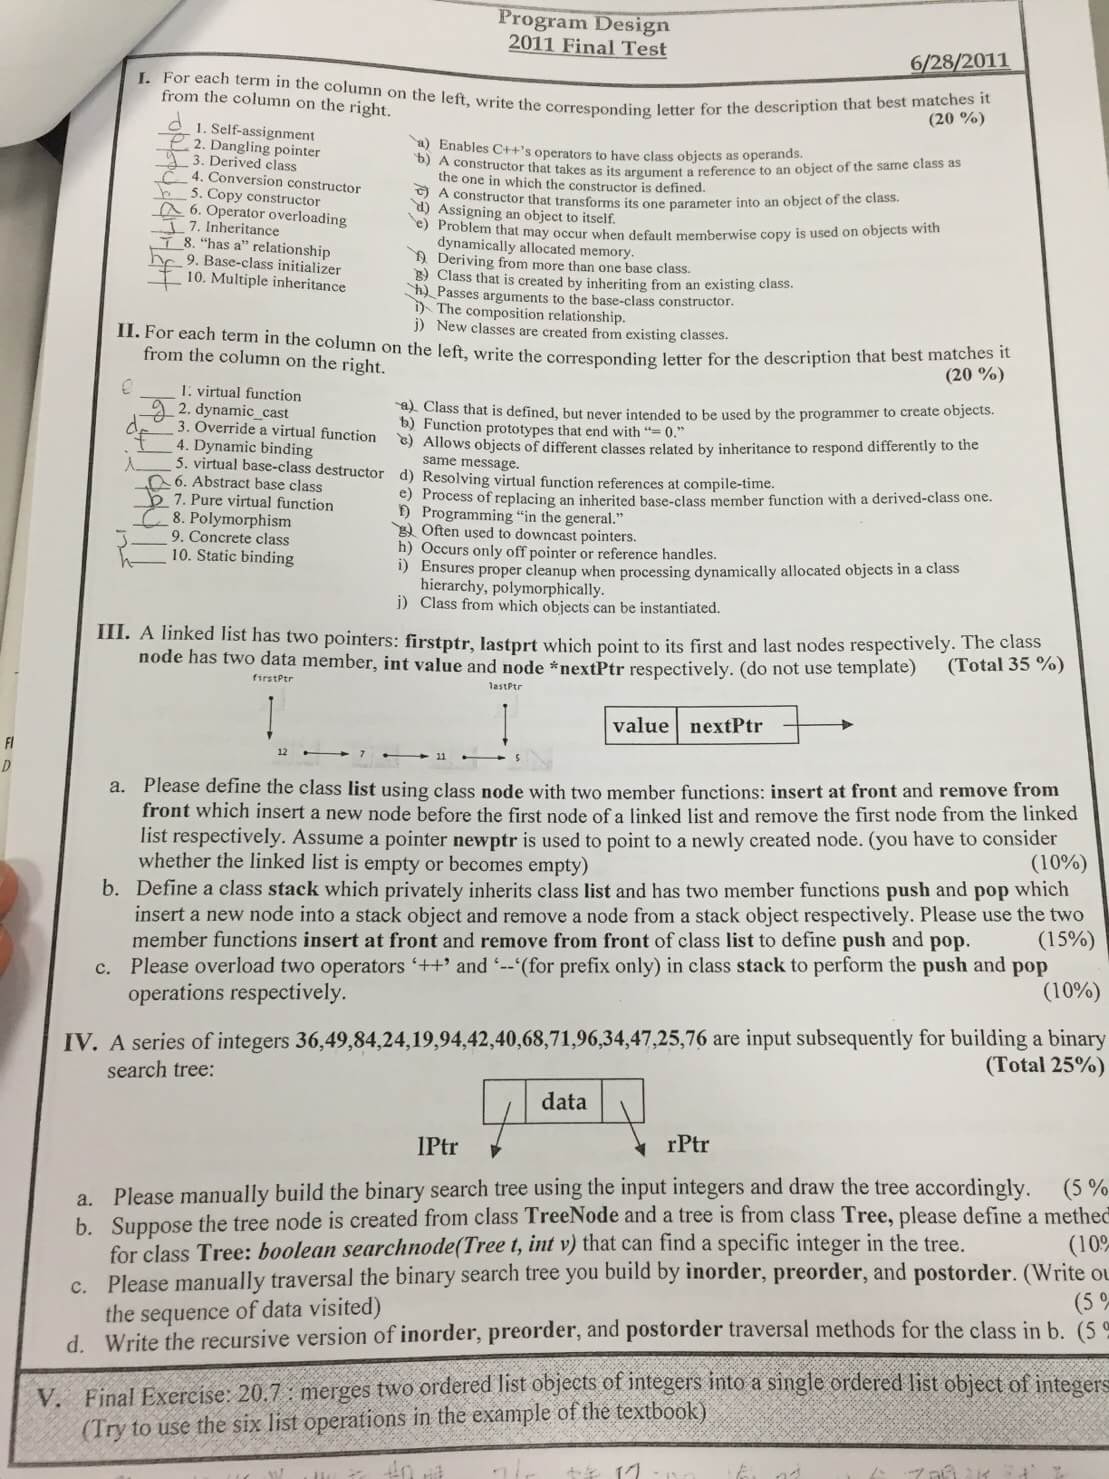 Program Design
2011 Final Test
6/28/2011
I. For each term in the column on the left, write the corresponding letter for the description that best matches it
from the column on the right.
(20 %)
d 1. Self-assignment
e 2. Dangling pointer
g 3. Derived class
c 4. Conversion constructor
b 5. Copy constructor
a 6. Operator overloading
j 7. Inheritance
i 8. "has a" relationship
h 9. Base-class initializer
f 10. Multiple inheritance
a) Enables C++'s operators to have class objects as operands.
b) A constructor that takes as its argument a reference to an object of the same class as
the one in which the constructor is defined.
c) A constructor that transforms its one parameter into an object of the class.
d) Assigning an object to itself.
e) Problem that may occur when default memberwise copy is used on objects with
dynamically allocated memory.
f) Deriving from more than one base class.
g) Class that is created by inheriting from an existing class.
h) Passes arguments to the base-class constructor.
i) The composition relationship.
j) New classes are created from existing classes.
II. For each term in the column on the left, write the corresponding letter for the description that best matches it
from the column on the right.
(20 %)
e 1. virtual function
g 2. dynamic_cast
d 3. Override a virtual function
f 4. Dynamic binding
i 5. virtual base-class destructor
a 6. Abstract base class
b 7. Pure virtual function
c 8. Polymorphism
j 9. Concrete class
h 10. Static binding
a) Class that is defined, but never intended to be used by the programmer to create objects.
b) Function prototypes that end with "= 0."
c) Allows objects of different classes related by inheritance to respond differently to the
same message.
d) Resolving virtual function references at compile-time.
e) Process of replacing an inherited base-class member function with a derived-class one.
f) Programming "in the general."
g) Often used to downcast pointers.
h) Occurs only off pointer or reference handles.
i) Ensures proper cleanup when processing dynamically allocated objects in a class
hierarchy, polymorphically.
j) Class from which objects can be instantiated.
III. A linked list has two pointers: firstptr, lastprt which point to its first and last nodes respectively. The class
node has two data member, int value and node *nextPtr respectively. (do not use template) (Total 35 %)
firstPtr
lastPtr
value nextPtr
12 7 11 5
a. Please define the class list using class node with two member functions: insert at front and remove from
front which insert a new node before the first node of a linked list and remove the first node from the linked
list respectively. Assume a pointer newptr is used to point to a newly created node. (you have to consider
whether the linked list is empty or becomes empty) (10%)
b. Define a class stack which privately inherits class list and has two member functions push and pop which
insert a new node into a stack object and remove a node from a stack object respectively. Please use the two
member functions insert at front and remove from front of class list to define push and pop. (15%)
c. Please overload two operators '++' and '--'(for prefix only) in class stack to perform the push and pop
operations respectively. (10%)
IV. A series of integers 36,49,84,24,19,94,42,40,68,71,96,34,47,25,76 are input subsequently for building a binary
search tree: (Total 25%)
data
lPtr rPtr
a. Please manually build the binary search tree using the input integers and draw the tree accordingly. (5 %
b. Suppose the tree node is created from class TreeNode and a tree is from class Tree, please define a method
for class Tree: boolean searchnode(Tree t, int v) that can find a specific integer in the tree. (10%
c. Please manually traversal the binary search tree you build by inorder, preorder, and postorder. (Write ou
the sequence of data visited) (5 %
d. Write the recursive version of inorder, preorder, and postorder traversal methods for the class in b. (5 %
V. Final Exercise: 20.7 : merges two ordered list objects of integers into a single ordered list object of integers
(Try to use the six list operations in the example of the textbook)